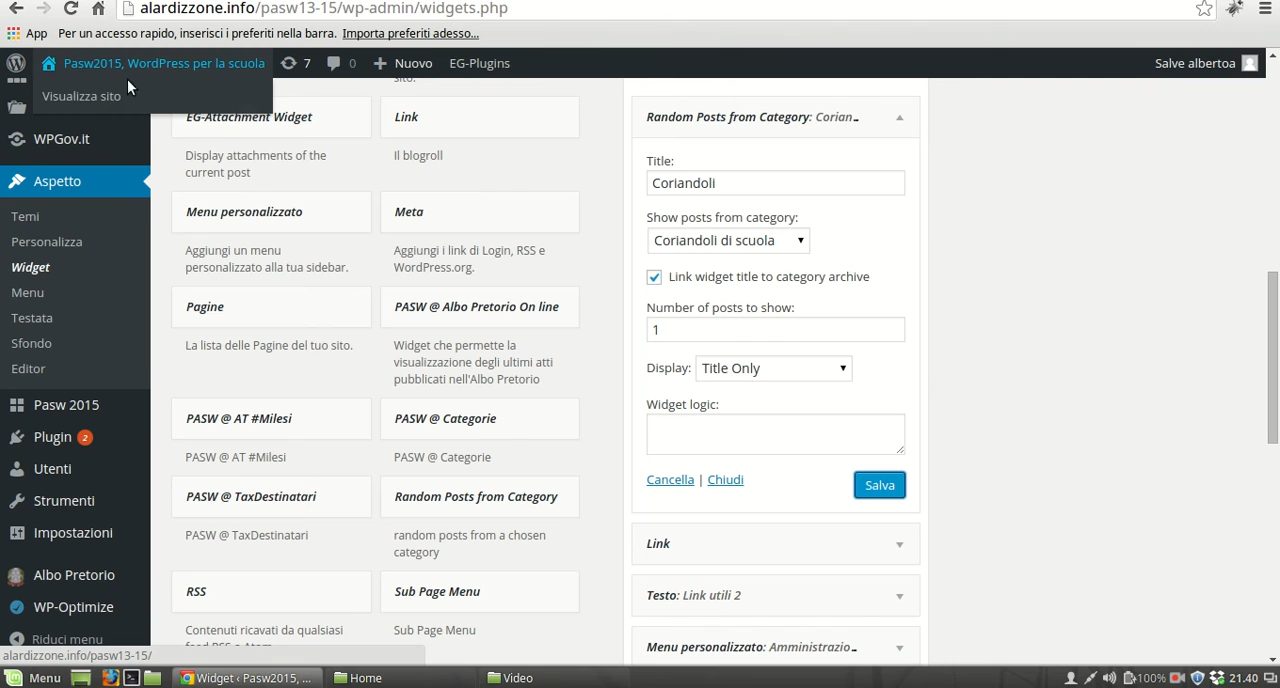 alardizzone.info/pasw13-15/wp-admin/widgets.php
App Per un accesso rapido, inserisci i preferiti nella barra. Importa preferiti adesso...
Pasw2015, WordPress per la scuola 7 0 + Nuovo EG-Plugins Salve albertoa
Visualizza sito
WPGov.it
Aspetto
Temi
Personalizza
Widget
Menu
Testata
Sfondo
Editor
Pasw 2015
Plugin 2
Utenti
Strumenti
Impostazioni
Albo Pretorio
WP-Optimize
Riduci menu
sito.
EG-Attachment Widget
Display attachments of the
current post
Link
Il blogroll
Menu personalizzato
Aggiungi un menu
personalizzato alla tua sidebar.
Meta
Aggiungi i link di Login, RSS e
WordPress.org.
Pagine
La lista delle Pagine del tuo sito.
PASW @ Albo Pretorio On line
Widget che permette la
visualizzazione degli ultimi atti
pubblicati nell'Albo Pretorio
PASW @ AT #Milesi
PASW @ AT #Milesi
PASW @ Categorie
PASW @ Categorie
PASW @ TaxDestinatari
PASW @ TaxDestinatari
Random Posts from Category
random posts from a chosen
category
RSS
Contenuti ricavati da qualsiasi
feed RSS o Atom
Sub Page Menu
Sub Page Menu
Random Posts from Category: Corian...
Title:
Coriandoli
Show posts from category:
Coriandoli di scuola
Link widget title to category archive
Number of posts to show:
1
Display: Title Only
Widget logic:
Cancella | Chiudi
Salva
Link
Testo: Link utili 2
Menu personalizzato: Amministrazio...
alardizzone.info/pasw13-15/
Menu Widget ‹ Pasw2015, ... Home Video 100% 21.40